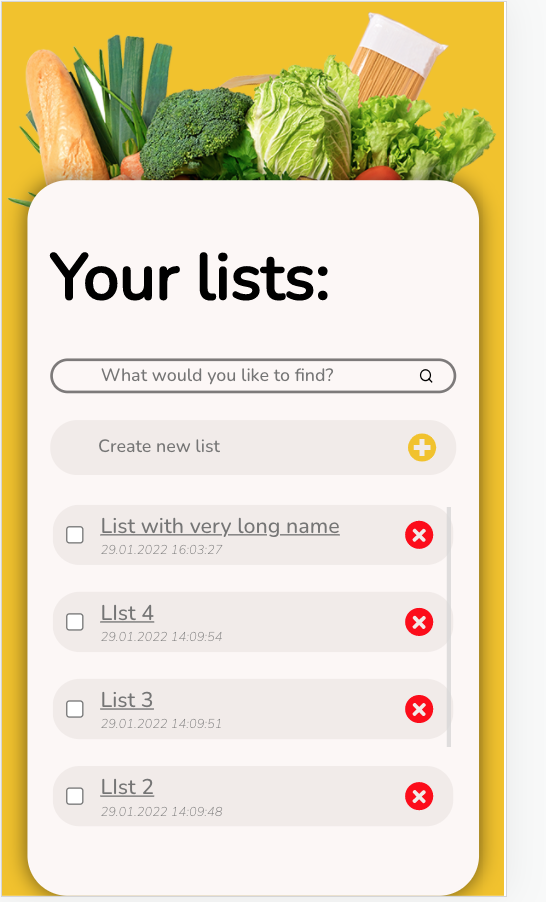 Your lists:
What would you like to find?
Create new list
List with very long name
29.01.2022 16:03:27
LIst 4
29.01.2022 14:09:54
List 3
29.01.2022 14:09:51
LIst 2
29.01.2022 14:09:48